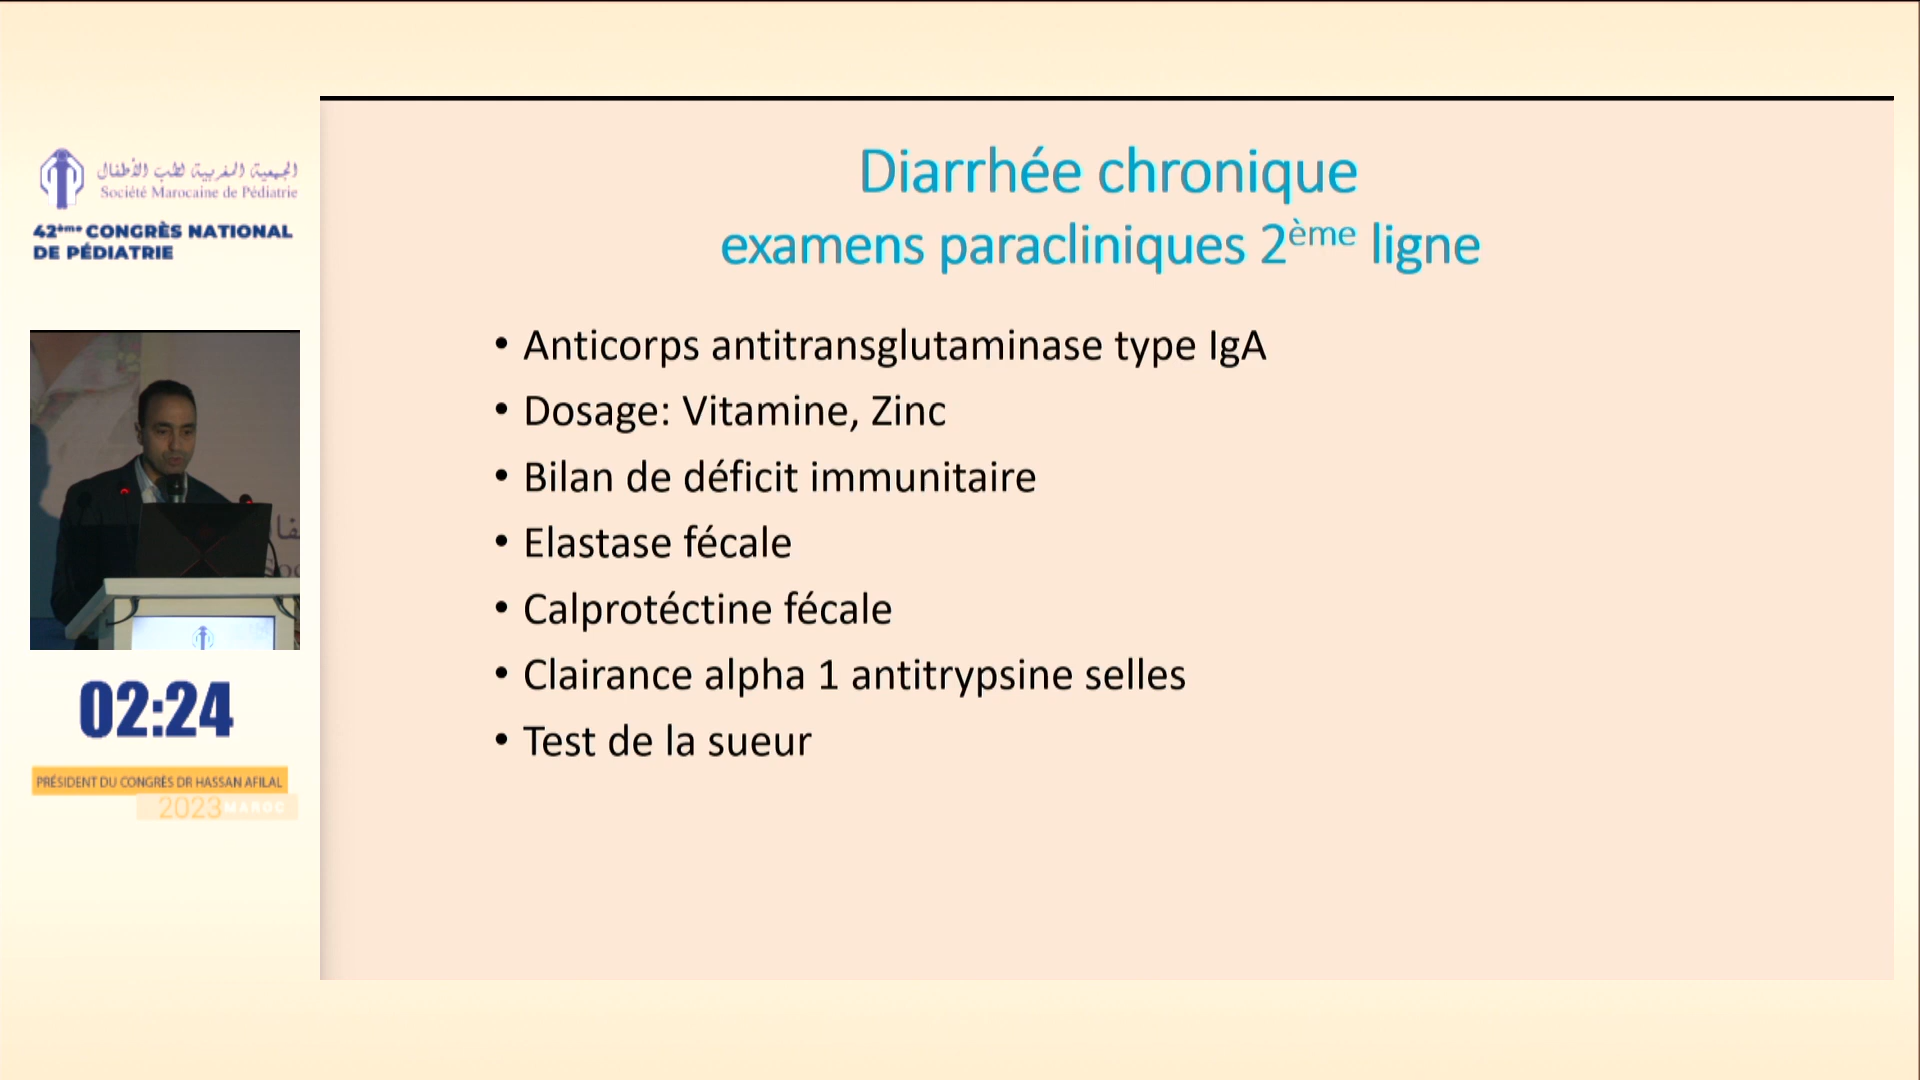 الجمعية المغربية لطب الأطفال
Société Marocaine de Pédiatrie
42ème CONGRÈS NATIONAL
DE PÉDIATRIE
02:24
PRÉSIDENT DU CONGRÈS DR HASSAN AFILAL
2023 MAROC
Diarrhée chronique
examens paracliniques 2ème ligne
• Anticorps antitransglutaminase type IgA
• Dosage: Vitamine, Zinc
• Bilan de déficit immunitaire
• Elastase fécale
• Calprotéctine fécale
• Clairance alpha 1 antitrypsine selles
• Test de la sueur